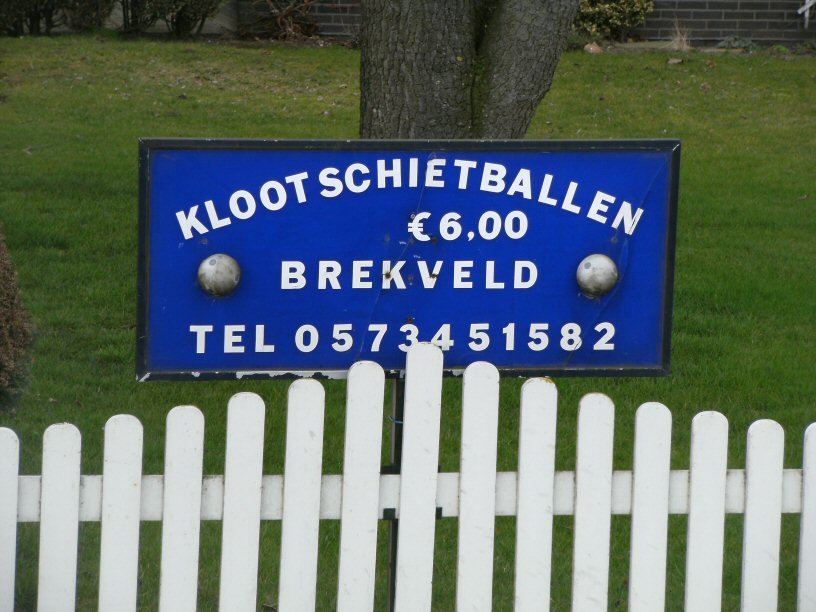 KLOOTSCHIETBALLEN
€ 6,00
BREKVELD
TEL 0573451582